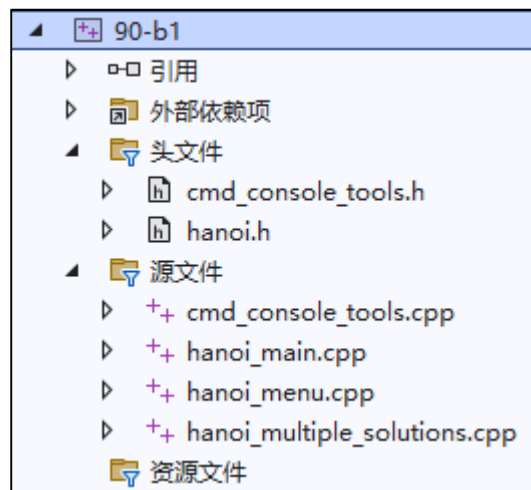 90-b1
引用
外部依赖项
头文件
cmd_console_tools.h
hanoi.h
源文件
cmd_console_tools.cpp
hanoi_main.cpp
hanoi_menu.cpp
hanoi_multiple_solutions.cpp
资源文件